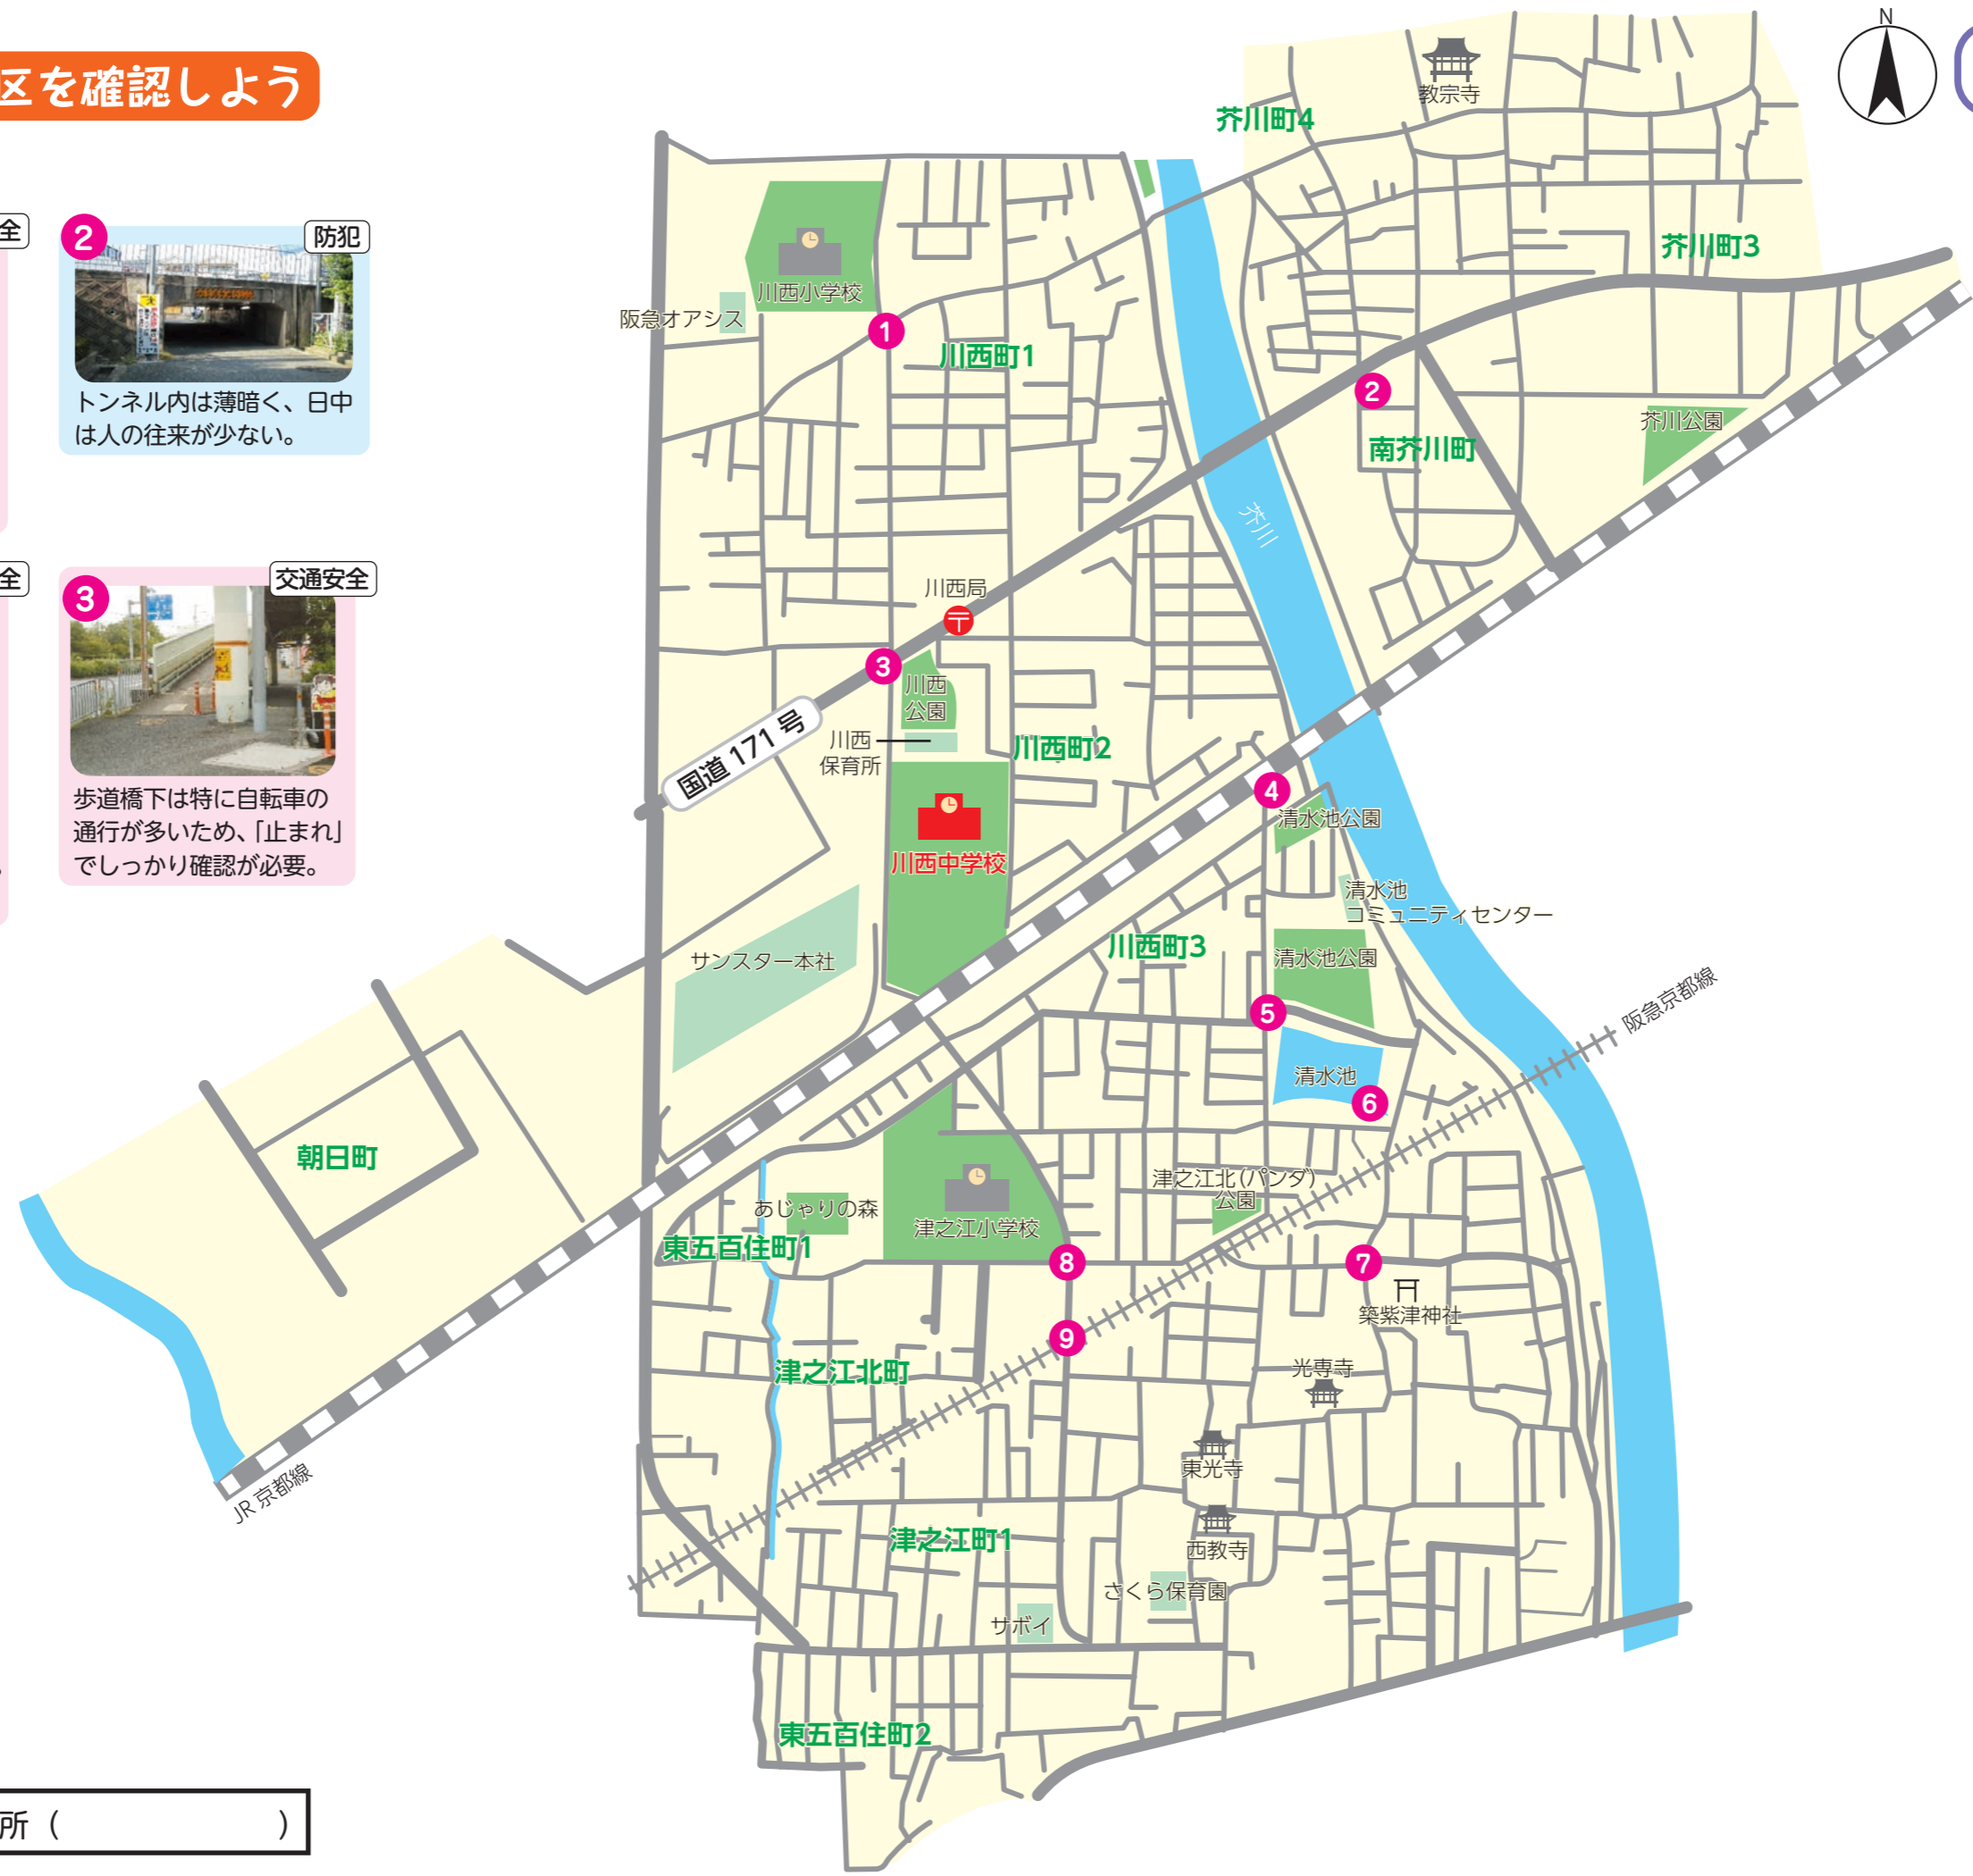 区を確認しよう
全
2
防犯
トンネル内は薄暗く、日中
は人の往来が少ない。
全
3
交通安全
歩道橋下は特に自転車の
通行が多いため、「止まれ」
でしっかり確認が必要。
所（　　　　　　　）
N
教宗寺
芥川町4
芥川町3
川西小学校
阪急オアシス
1
川西町1
2
南芥川町
芥川公園
芥川
川西局
〒
3
川西
公園
国道 171 号
川西
保育所
川西町2
4
清水池公園
川西中学校
清水池
コミュニティセンター
サンスター本社
川西町3
清水池公園
5
阪急京都線
清水池
6
朝日町
津之江北(パンダ)
公園
あじゃりの森
津之江小学校
東五百住町1
8
7
築紫津神社
9
津之江北町
光専寺
東光寺
JR 京都線
津之江町1
西教寺
さくら保育園
サボイ
東五百住町2